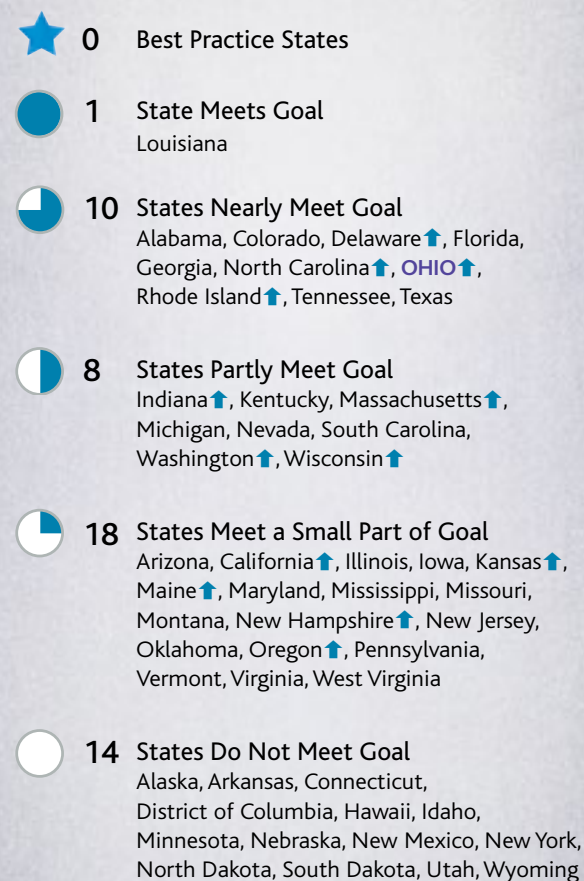 0 Best Practice States
1 State Meets Goal
Louisiana
10 States Nearly Meet Goal
Alabama, Colorado, Delaware⬆, Florida,
Georgia, North Carolina⬆, OHIO⬆,
Rhode Island⬆, Tennessee, Texas
8 States Partly Meet Goal
Indiana⬆, Kentucky, Massachusetts⬆,
Michigan, Nevada, South Carolina,
Washington⬆, Wisconsin⬆
18 States Meet a Small Part of Goal
Arizona, California⬆, Illinois, Iowa, Kansas⬆,
Maine⬆, Maryland, Mississippi, Missouri,
Montana, New Hampshire⬆, New Jersey,
Oklahoma, Oregon⬆, Pennsylvania,
Vermont, Virginia, West Virginia
14 States Do Not Meet Goal
Alaska, Arkansas, Connecticut,
District of Columbia, Hawaii, Idaho,
Minnesota, Nebraska, New Mexico, New York,
North Dakota, South Dakota, Utah, Wyoming